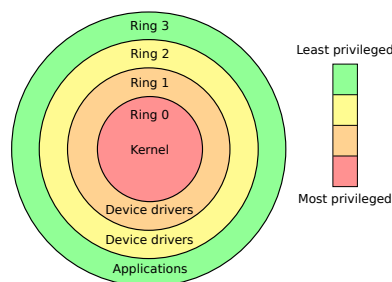 Ring 3
Ring 2
Ring 1
Ring 0
Kernel
Device drivers
Device drivers
Applications
Least privileged
Most privileged